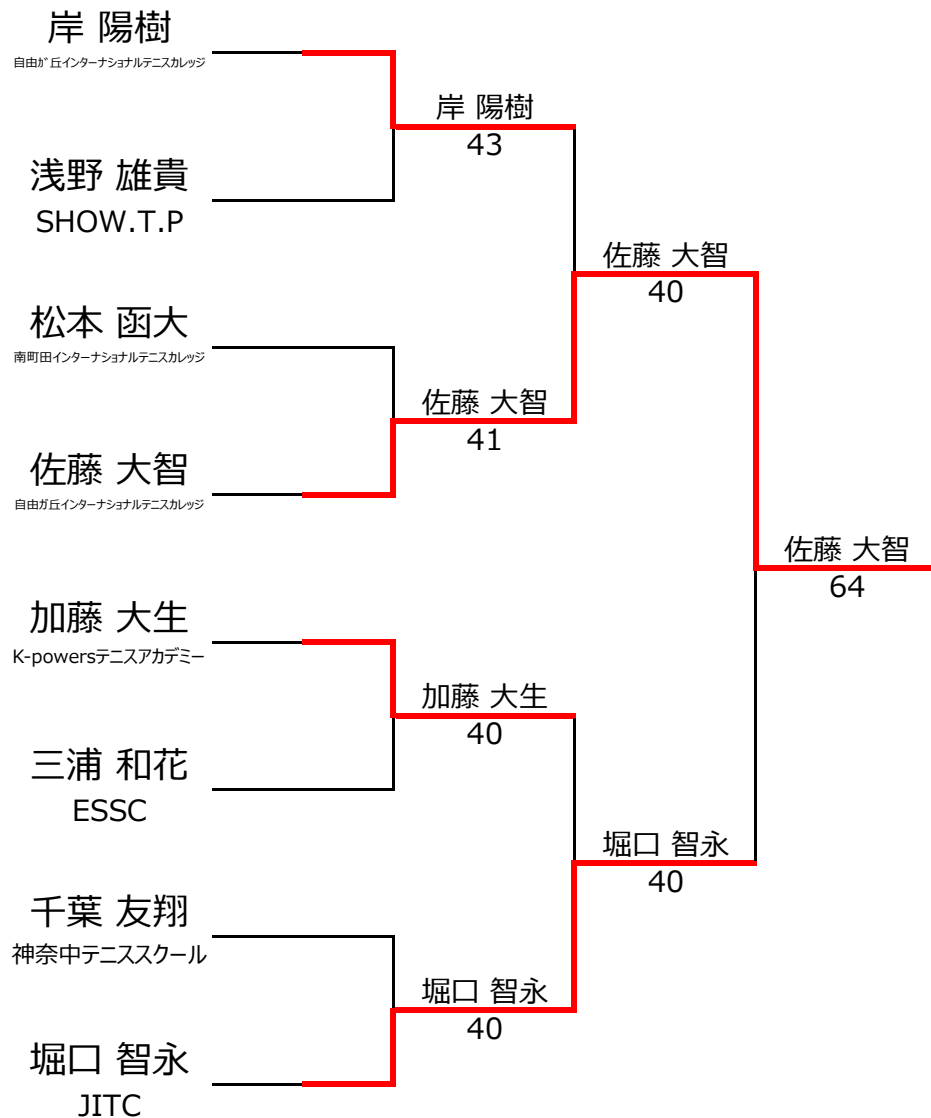 岸 陽樹
自由が丘インターナショナルテニスカレッジ
岸 陽樹
43
浅野 雄貴
SHOW.T.P
佐藤 大智
40
松本 函大
南町田インターナショナルテニスカレッジ
佐藤 大智
41
佐藤 大智
自由ガ丘インターナショナルテニスカレッジ
佐藤 大智
64
加藤 大生
K-powersテニスアカデミー
加藤 大生
40
三浦 和花
ESSC
堀口 智永
40
千葉 友翔
神奈中テニススクール
堀口 智永
40
堀口 智永
JITC